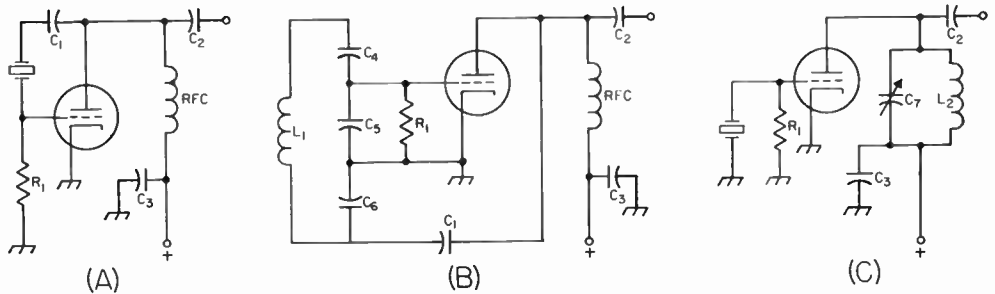 C1
C2
RFC
R1
C3
+
(A)
C4
C2
L1
C5
R1
RFC
C6
C3
C1
+
(B)
C2
R1
C7
L2
C3
+
(C)